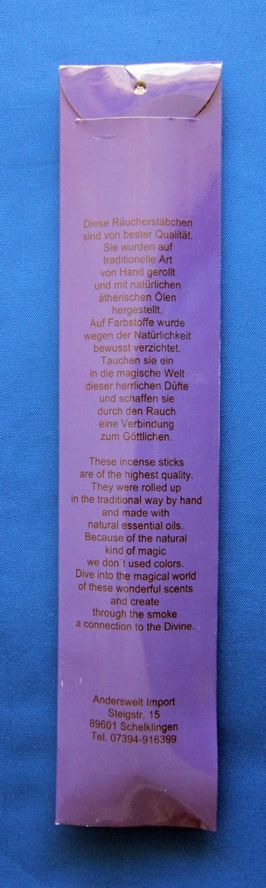 Diese Räucherstäbchen
sind von bester Qualität.
Sie wurden auf
traditionelle Art
von Hand gerollt
und mit natürlichen
ätherischen Ölen
hergestellt.
Auf Farbstoffe wurde
wegen der Natürlichkeit
bewusst verzichtet.
Tauchen sie ein
in die magische Welt
dieser herrlichen Düfte
und schaffen sie
durch den Rauch
eine Verbindung
zum Göttlichen.
These incense sticks
are of the highest quality.
They were rolled up
in the traditional way by hand
and made with
natural essential oils.
Because of the natural
kind of magic
we don´t used colors.
Dive into the magical world
of these wonderful scents
and create
through the smoke
a connection to the Divine.
Anderswelt Import
Steigstr. 15
89601 Schelklingen
Tel. 07394-916399